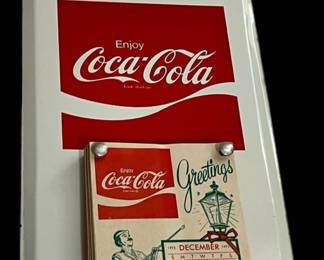 Enjoy
Coca-Cola
Enjoy
Coca-Cola
Greetings
DECEMBER
S M T W T F S